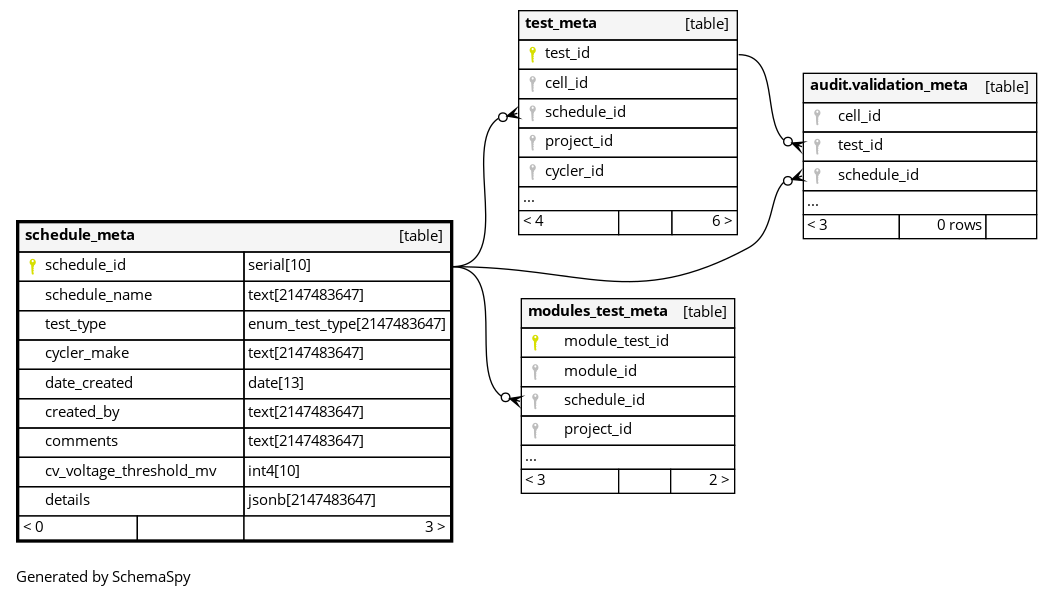 test_meta [table]
test_id
cell_id
schedule_id
project_id
cycler_id
...
< 4 6 >
audit.validation_meta [table]
cell_id
test_id
schedule_id
...
< 3 0 rows
schedule_meta [table]
schedule_id serial[10]
schedule_name text[2147483647]
test_type enum_test_type[2147483647]
cycler_make text[2147483647]
date_created date[13]
created_by text[2147483647]
comments text[2147483647]
cv_voltage_threshold_mv int4[10]
details jsonb[2147483647]
< 0 3 >
modules_test_meta [table]
module_test_id
module_id
schedule_id
project_id
...
< 3 2 >
Generated by SchemaSpy